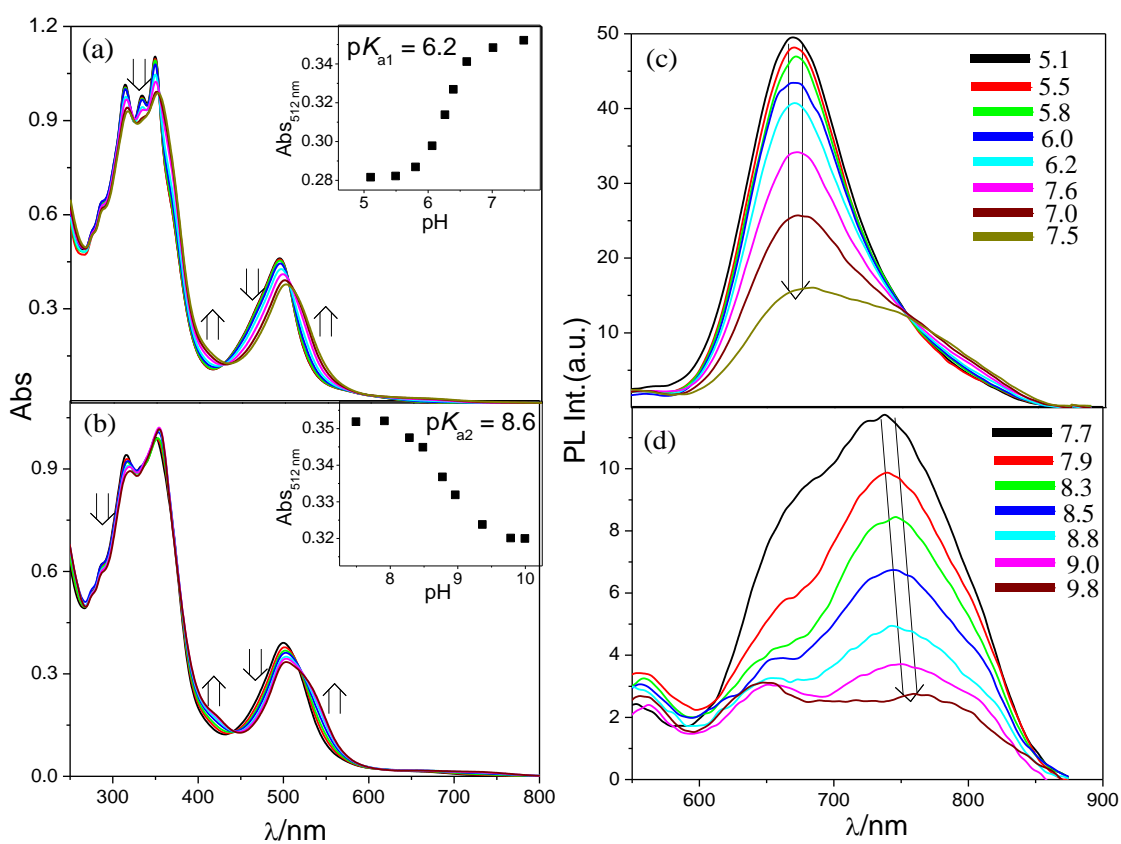 (a)
1.2
0.9
0.6
0.3
Abs
pKa1 = 6.2
Abs512 nm
0.34
0.32
0.30
0.28
5 6 7
pH
(b)
0.9
0.6
0.3
0.0
300 400 500 600 700 800
λ/nm
pKa2 = 8.6
Abs512 nm
0.35
0.34
0.33
0.32
8 9 10
pH
(c)
PL Int.(a.u.)
50
40
30
20
10
5.1
5.5
5.8
6.0
6.2
7.6
7.0
7.5
(d)
10
8
6
4
2
0
7.7
7.9
8.3
8.5
8.8
9.0
9.8
600 700 800 900
λ/nm